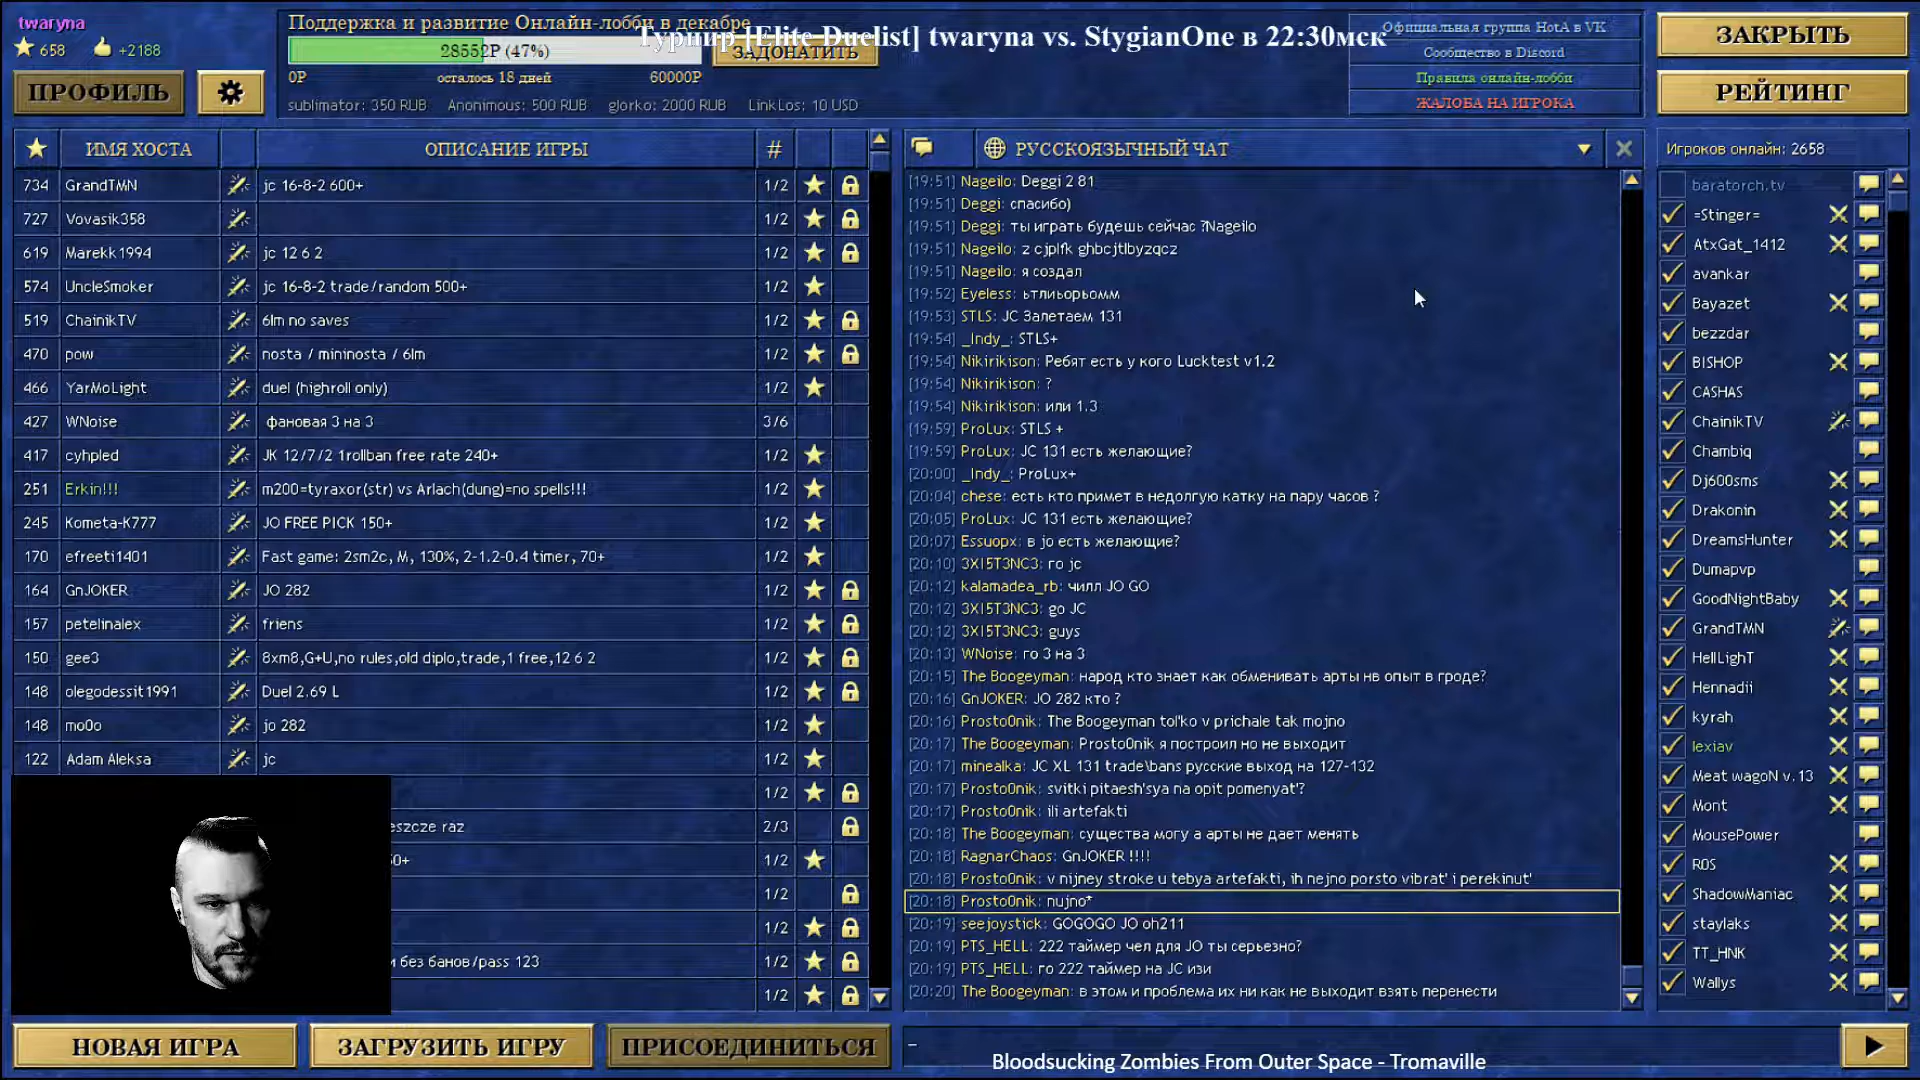 twaryna
658 +2188
ПРОФИЛЬ
Поддержка и развитие Онлайн-лобби в декабре
28552Р (47%)
ЗАДОНАТИТЬ
0Р осталось 18 дней 60000Р
sublimator: 350 RUB Anonimous: 500 RUB glorko: 2000 RUB LinkLos: 10 USD
Турнир [Elite Duelist] twaryna vs. StygianOne в 22:30мск
Официальная группа HotA в VK
Сообщество в Discord
Правила онлайн-лобби
ЖАЛОБА НА ИГРОКА
ЗАКРЫТЬ
РЕЙТИНГ
ИМЯ ХОСТА ОПИСАНИЕ ИГРЫ #
734 GrandTMN jc 16-8-2 600+ 1/2
727 Vovasik358 1/2
619 Marekk1994 jc 12 6 2 1/2
574 UncleSmoker jc 16-8-2 trade/random 500+ 1/2
519 ChainikTV 6lm no saves 1/2
470 pow nosta / mininosta / 6lm 1/2
466 YarMoLight duel (highroll only) 1/2
427 WNoise фановая 3 на 3 3/6
417 cyhpled JK 12/7/2 1rollban free rate 240+ 1/2
251 Erkin!!! m200=tyraxor(str) vs Arlach(dung)=no spells!!! 1/2
245 Kometa-K777 JO FREE PICK 150+ 1/2
170 efreeti1401 Fast game: 2sm2c, M, 130%, 2-1.2-0.4 timer, 70+ 1/2
164 GnJOKER JO 282 1/2
157 petelinalex friens 1/2
150 gee3 8xm8,G+U,no rules,old diplo,trade,1 free,12 6 2 1/2
148 olegodessit1991 Duel 2.69 L 1/2
148 mo0o jo 282 1/2
122 Adam Aleksa jc 1/2
1/2
eszcze raz 2/3
0+ 1/2
1/2
1/2
и без банов/pass 123 1/2
1/2
НОВАЯ ИГРА
ЗАГРУЗИТЬ ИГРУ
ПРИСОЕДИНИТЬСЯ
РУССКОЯЗЫЧНЫЙ ЧАТ
[19:51] Nageilo: Deggi 2 81
[19:51] Deggi: спасибо)
[19:51] Deggi: ты играть будешь сейчас ?Nageilo
[19:51] Nageilo: z cjplfk ghbcjtlbyzqcz
[19:51] Nageilo: я создал
[19:52] Eyeless: ьтлиьорьомм
[19:53] STLS: JC Залетаем 131
[19:54] _Indy_: STLS+
[19:54] Nikirikison: Ребят есть у кого Lucktest v1.2
[19:54] Nikirikison: ?
[19:54] Nikirikison: или 1.3
[19:59] ProLux: STLS +
[19:59] ProLux: JC 131 есть желающие?
[20:00] _Indy_: ProLux+
[20:04] chese: есть кто примет в недолгую катку на пару часов ?
[20:05] ProLux: JC 131 есть желающие?
[20:07] Essuopx: в jo есть желающие?
[20:10] 3XI5T3NC3: го jc
[20:12] kalamadea_rb: чилл JO GO
[20:12] 3XI5T3NC3: go JC
[20:12] 3XI5T3NC3: guys
[20:13] WNoise: го 3 на 3
[20:15] The Boogeyman: народ кто знает как обменивать арты нв опыт в гроде?
[20:16] GnJOKER: JO 282 кто ?
[20:16] Prosto0nik: The Boogeyman tol'ko v prichale tak mojno
[20:17] The Boogeyman: Prosto0nik я построил но не выходит
[20:17] minealka: JC XL 131 trade\bans русские выход на 127-132
[20:17] Prosto0nik: svitki pitaesh'sya na opit pomenyat'?
[20:17] Prosto0nik: ili artefakti
[20:18] The Boogeyman: существа могу а арты не дает менять
[20:18] RagnarChaos: GnJOKER !!!!
[20:18] Prosto0nik: v nijney stroke u tebya artefakti, ih nejno porsto vibrat' i perekinut'
[20:18] Prosto0nik: nujno*
[20:19] seejoystick: GOGOGO JO oh211
[20:19] PTS_HELL: 222 таймер чел для JO ты серьезно?
[20:19] PTS_HELL: го 222 таймер на JC изи
[20:20] The Boogeyman: в этом и проблема их ни как не выходит взять перенести
Bloodsucking Zombies From Outer Space - Tromaville
Игроков онлайн: 2658
baratorch.tv
=Stinger=
AtxGat_1412
avankar
Bayazet
bezzdar
BISHOP
CASHAS
ChainikTV
Chambiq
Dj600sms
Drakonin
DreamsHunter
Dumapvp
GoodNightBaby
GrandTMN
HelLLighT
Hennadii
kyrah
lexiav
Meat wagoN v.13
Mont
MousePower
R0S
ShadowManiac
staylaks
TT_HNK
Wallys